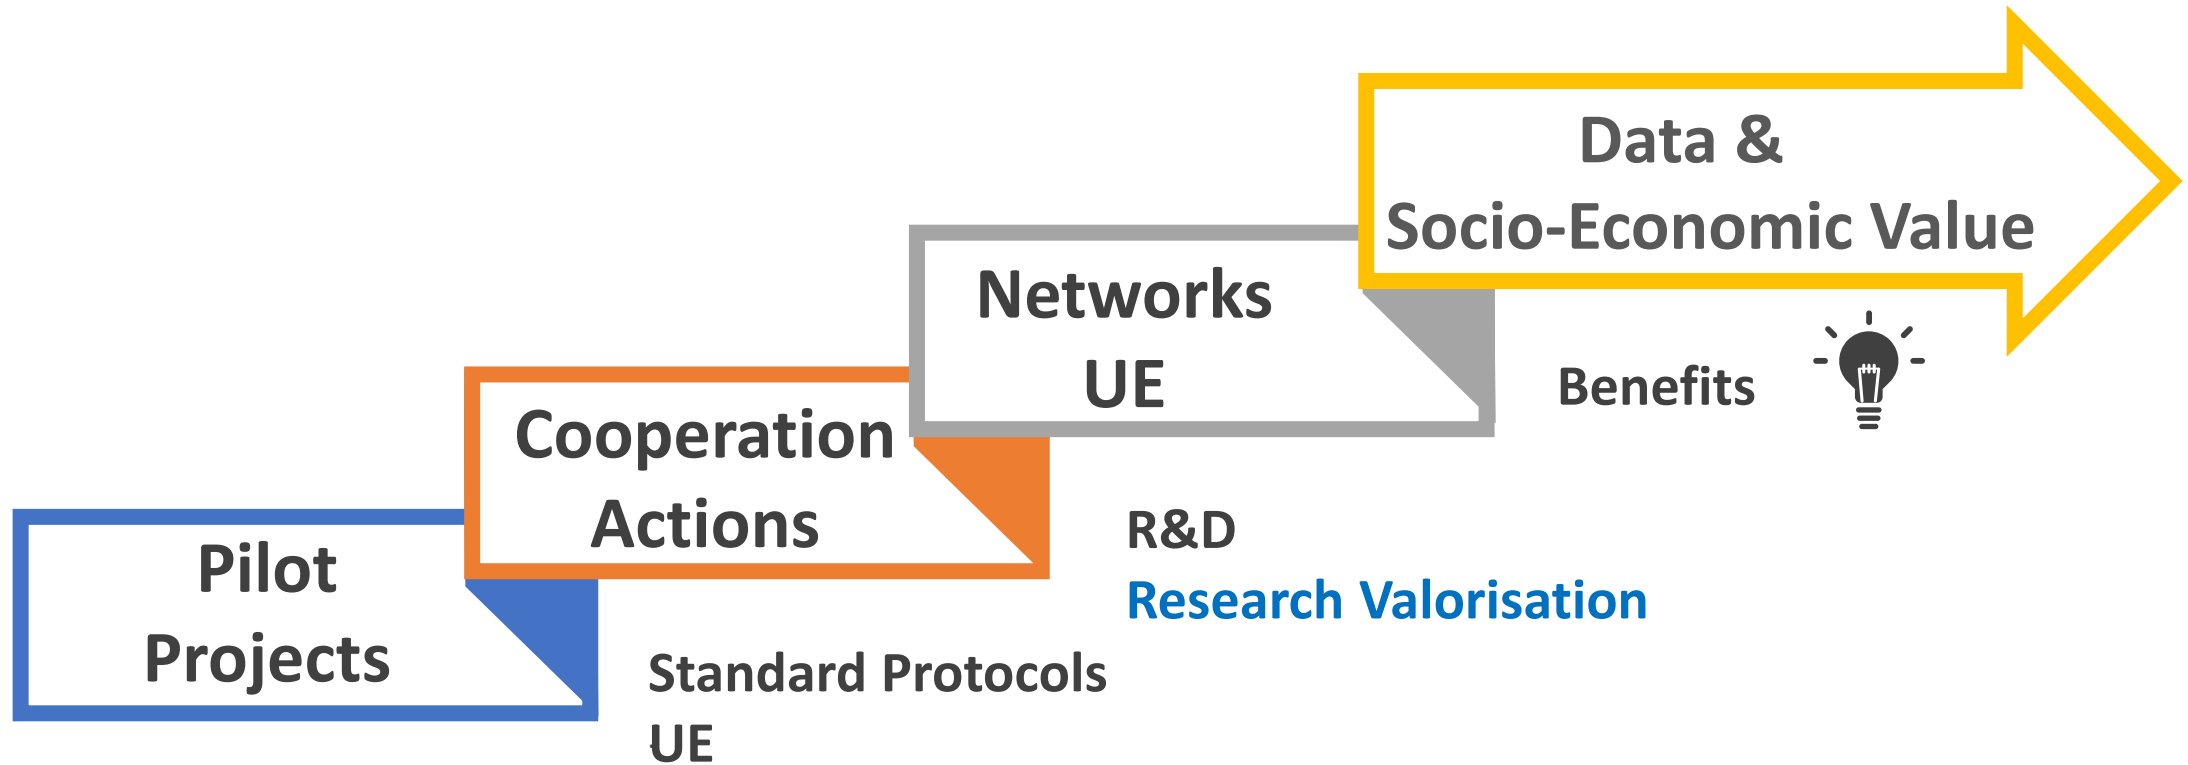 Data &
Socio-Economic Value
Networks
UE
Benefits
Cooperation
Actions
R&D
Research Valorisation
Pilot
Projects
Standard Protocols
UE